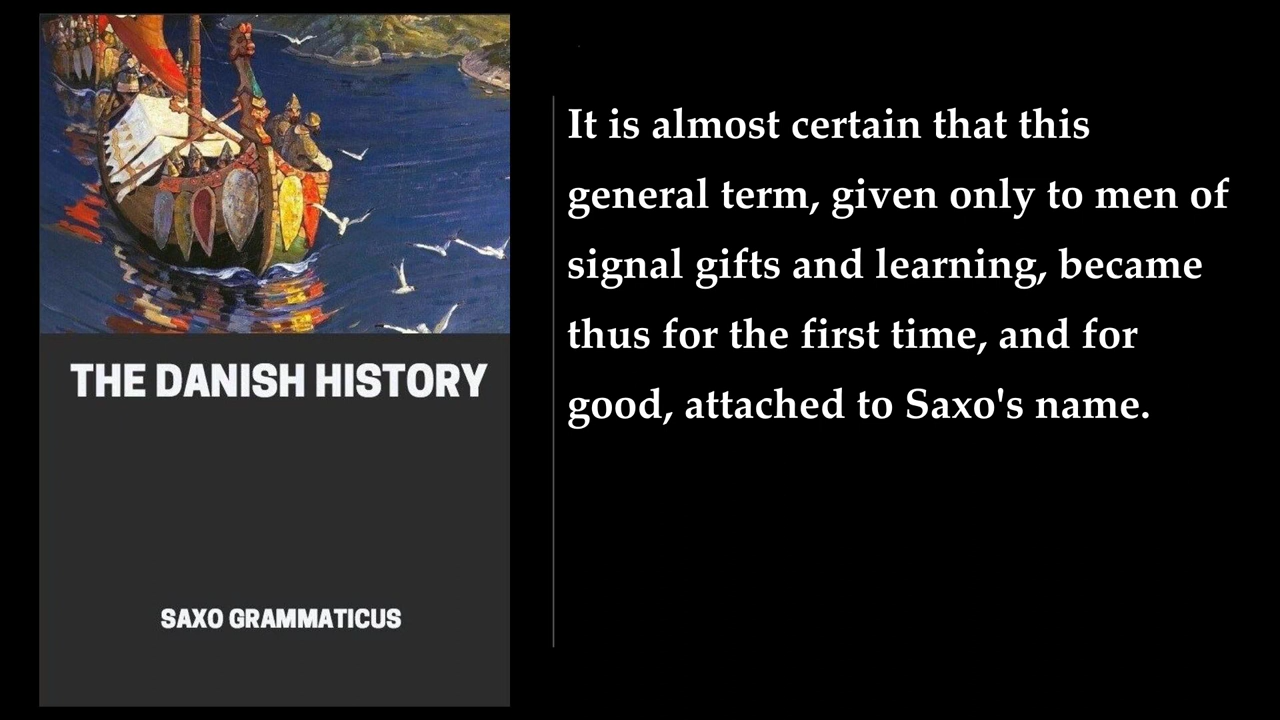 THE DANISH HISTORY
SAXO GRAMMATICUS
It is almost certain that this
general term, given only to men of
signal gifts and learning, became
thus for the first time, and for
good, attached to Saxo's name.